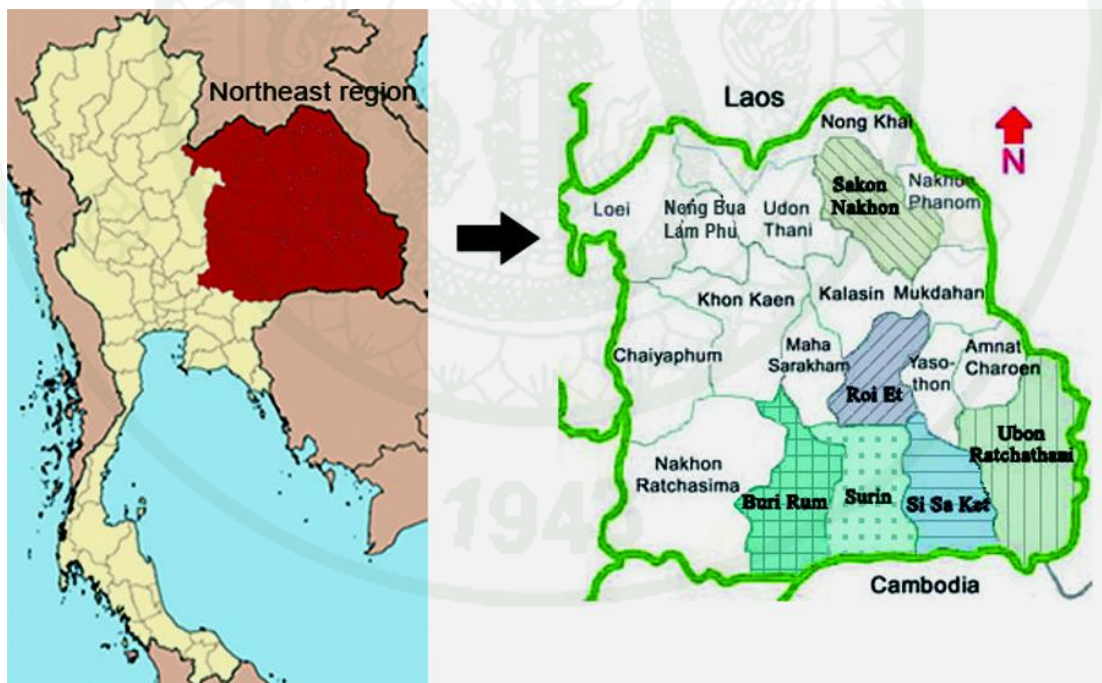 Northeast region
Laos
Nong Khai
N
Sakon
Nakhon
Nakhon
Phanom
Loei
Nong Bua
Lam Phu
Udon
Thani
Khon Kaen
Kalasin
Mukdahan
Chaiyaphum
Maha
Sarakham
Roi Et
Yaso-
thon
Amnat
Charoen
Ubon
Ratchathani
Nakhon
Ratchasima
Buri Rum
Surin
Si Sa Ket
Cambodia
1943